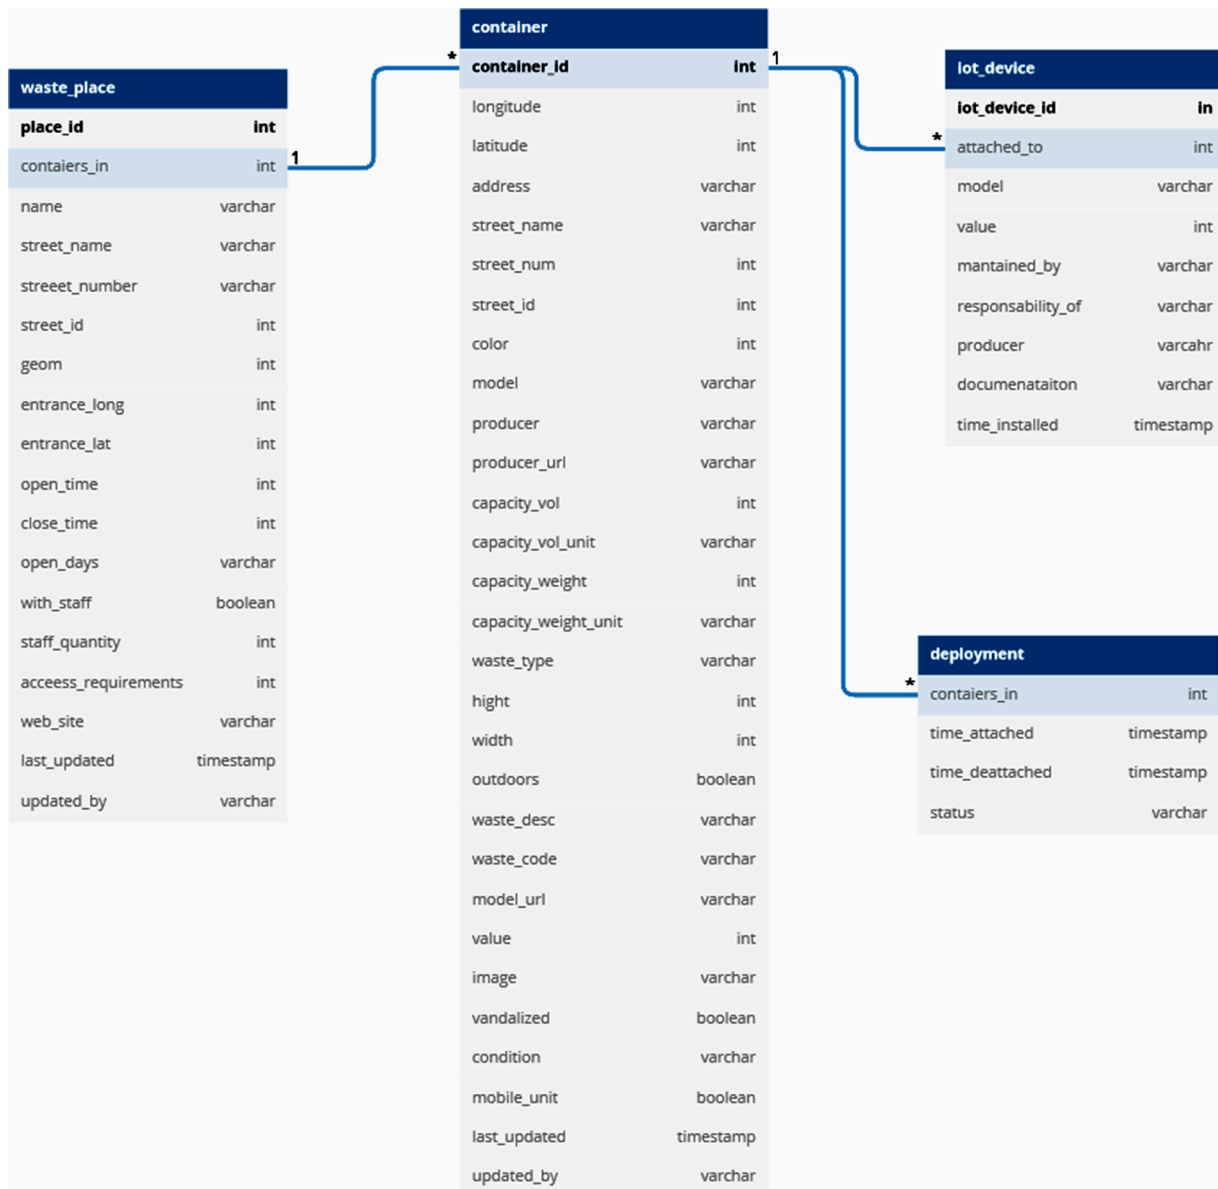 waste_place
place_id int
contaiers_in int
name varchar
street_name varchar
streeet_number varchar
street_id int
geom int
entrance_long int
entrance_lat int
open_time int
close_time int
open_days varchar
with_staff boolean
staff_quantity int
acceess_requirements int
web_site varchar
last_updated timestamp
updated_by varchar
1
*
container
container_id int
longitude int
latitude int
address varchar
street_name varchar
street_num int
street_id int
color int
model varchar
producer varchar
producer_url varchar
capacity_vol int
capacity_vol_unit varchar
capacity_weight int
capacity_weight_unit varchar
waste_type varchar
hight int
width int
outdoors boolean
waste_desc varchar
waste_code varchar
model_url varchar
value int
image varchar
vandalized boolean
condition varchar
mobile_unit boolean
last_updated timestamp
updated_by varchar
1
*
iot_device
iot_device_id in
attached_to int
model varchar
value int
mantained_by varchar
responsability_of varchar
producer varcahr
documenataiton varchar
time_installed timestamp
*
deployment
contaiers_in int
time_attached timestamp
time_deattached timestamp
status varchar